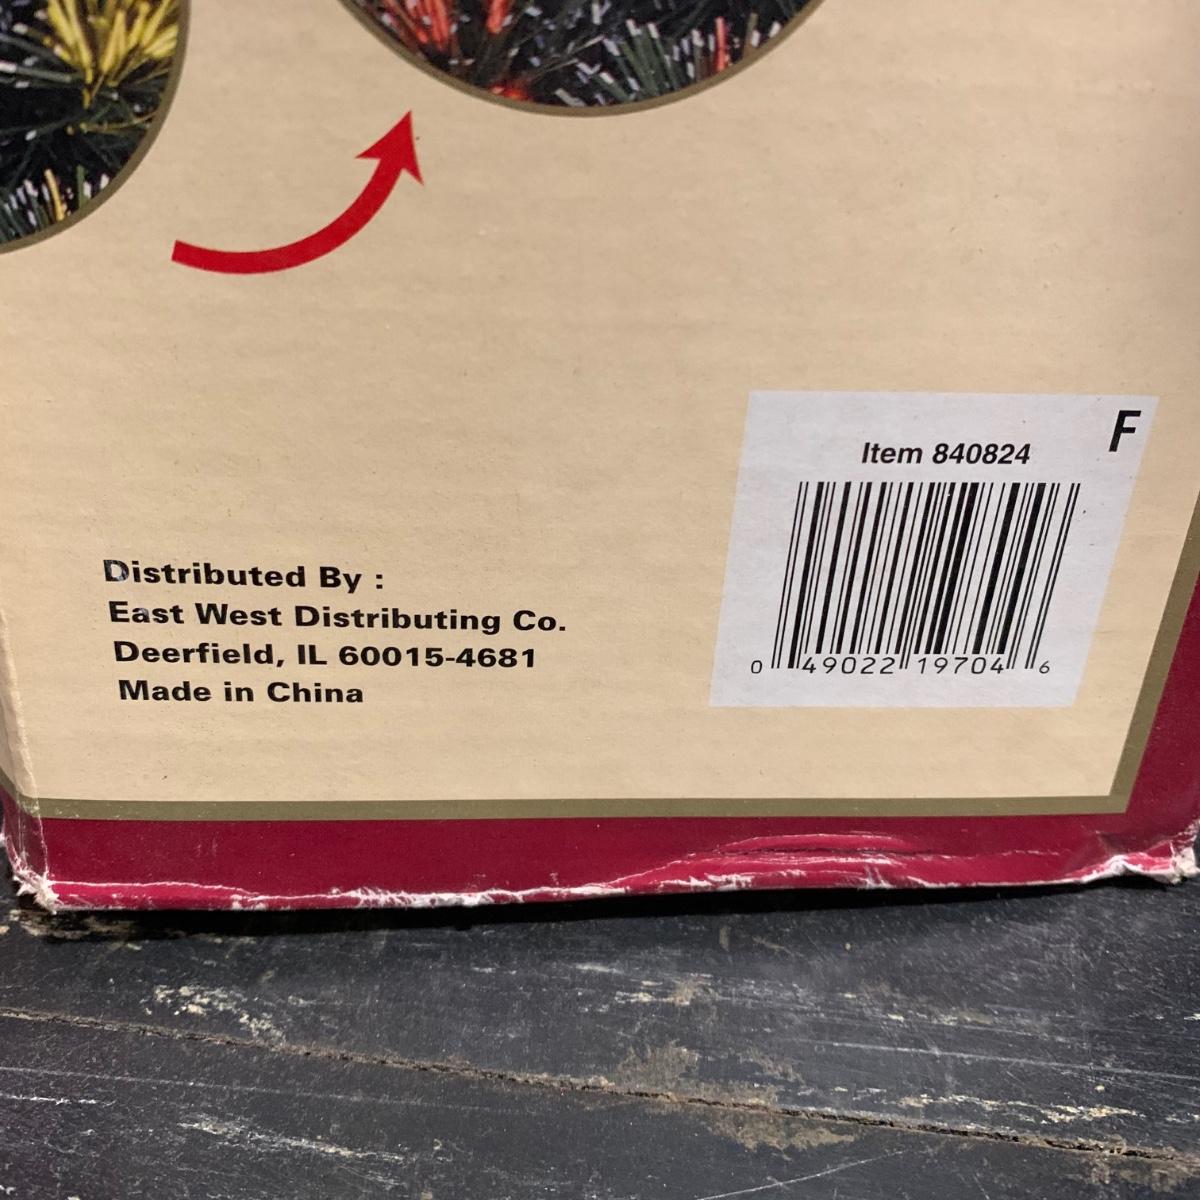 F
Item 840824
0 49022 19704 6
Distributed By :
East West Distributing Co.
Deerfield, IL 60015-4681
Made in China